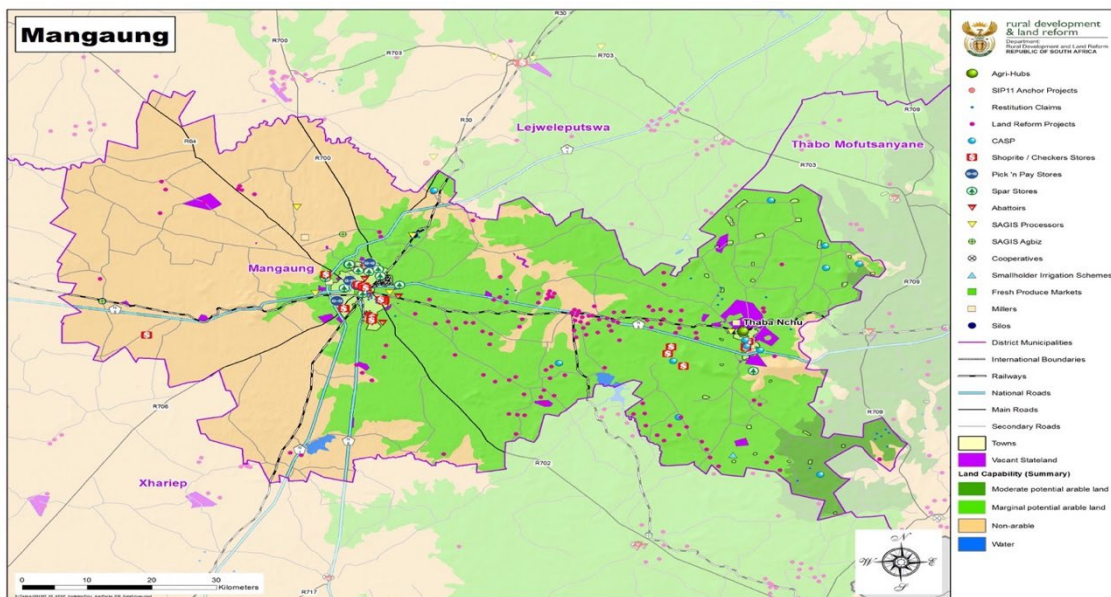 Mangaung
rural development
& land reform
Department:
Rural Development and Land Reform
REPUBLIC OF SOUTH AFRICA
Agri-Hubs
SIP11 Anchor Projects
Restitution Claims
Land Reform Projects
CASP
Shoprite / Checkers Stores
Pick 'n Pay Stores
Spar Stores
Abattoirs
SAGIS Processors
SAGIS Agbiz
Cooperatives
Smallholder Irrigation Schemes
Fresh Produce Markets
Millers
Silos
District Municipalities
International Boundaries
Railways
National Roads
Main Roads
Secondary Roads
Towns
Vacant Stateland
Land Capability (Summary)
Moderate potential arable land
Marginal potential arable land
Non-arable
Water
R30
R700
R703
R703
R709
R64
R700
R30
Lejweleputswa
Thabo Mofutsanyane
R703
Mangaung
R709
Thaba Nchu
R706
R709
R702
Xhariep
R717
N
W
E
S
0 10 20 30
Kilometers